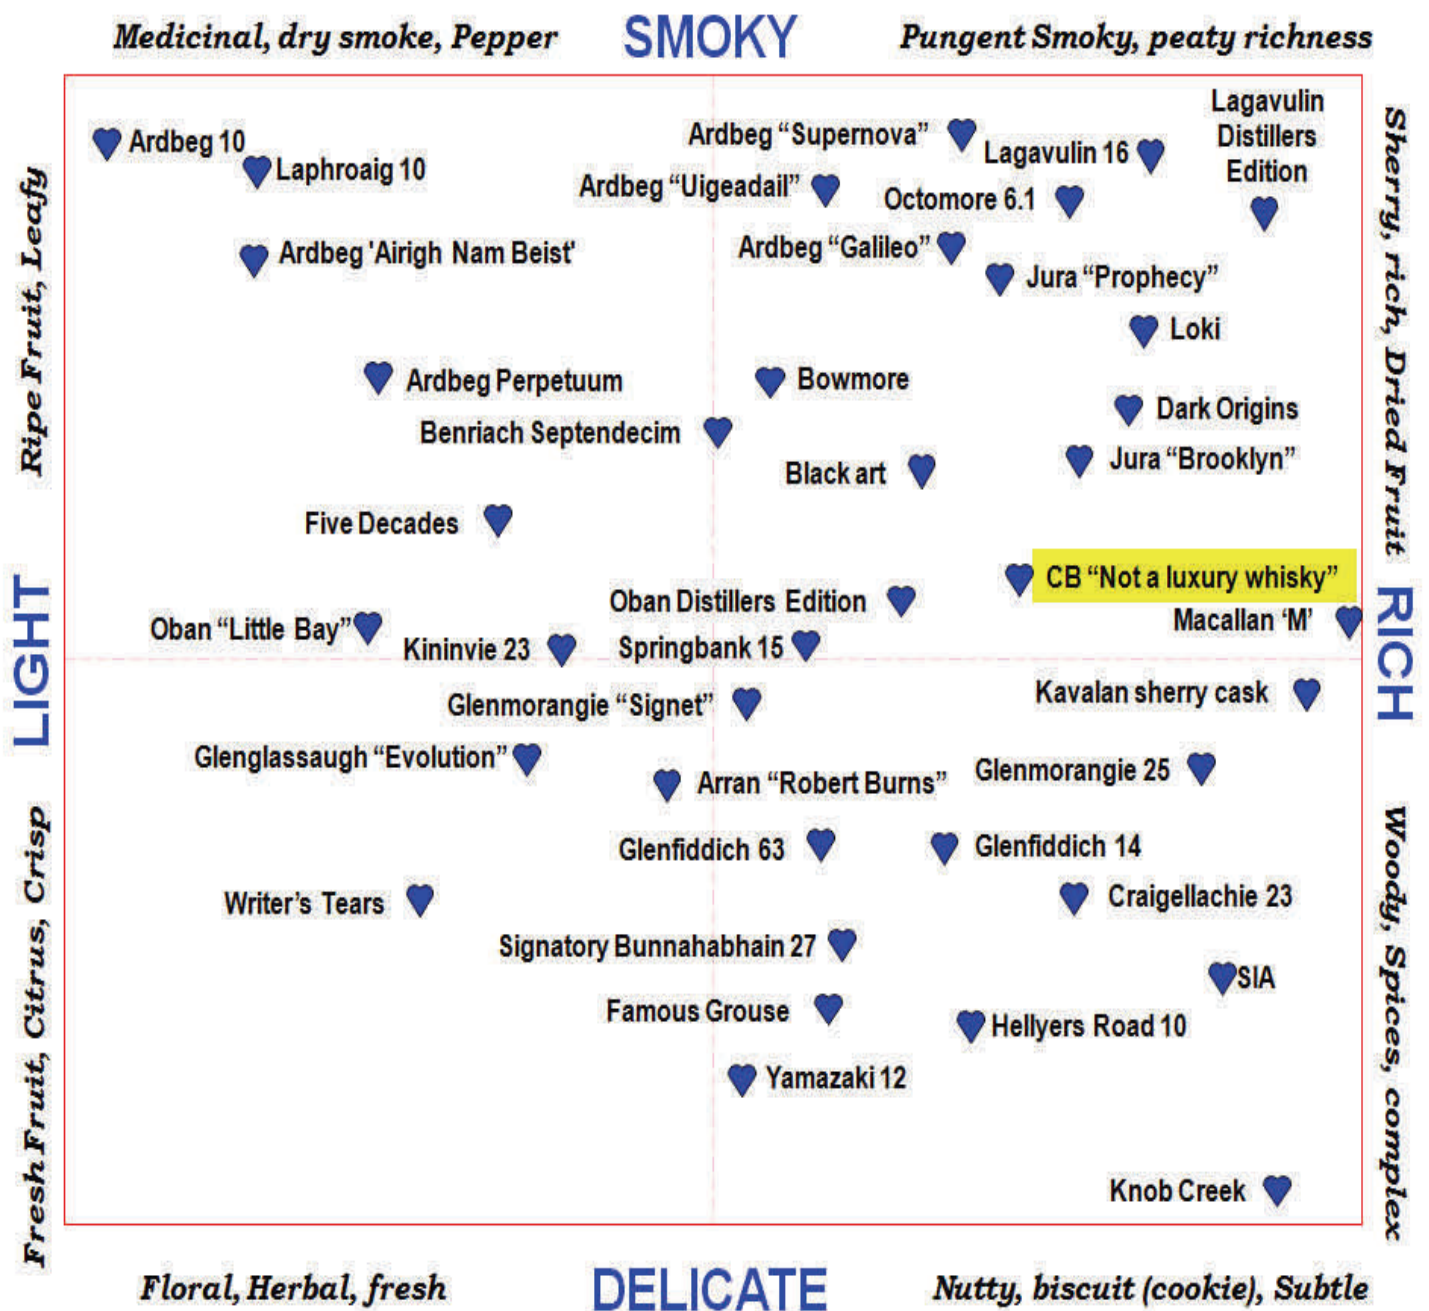 Medicinal, dry smoke, Pepper
SMOKY
Pungent Smoky, peaty richness
Ripe Fruit, Leafy
LIGHT
Fresh Fruit, Citrus, Crisp
Sherry, rich, Dried Fruit
RICH
Woody, Spices, complex
Lagavulin
Distillers
Edition
Ardbeg 10
Ardbeg “Supernova”
Lagavulin 16
Laphroaig 10
Ardbeg “Uigeadail”
Octomore 6.1
Ardbeg 'Airigh Nam Beist'
Ardbeg “Galileo”
Jura “Prophecy”
Loki
Ardbeg Perpetuum
Bowmore
Dark Origins
Benriach Septendecim
Black art
Jura “Brooklyn”
Five Decades
CB “Not a luxury whisky”
Oban Distillers Edition
Macallan ‘M’
Oban “Little Bay”
Kininvie 23
Springbank 15
Glenmorangie “Signet”
Kavalan sherry cask
Glenglassaugh “Evolution”
Arran “Robert Burns”
Glenmorangie 25
Glenfiddich 63
Glenfiddich 14
Writer’s Tears
Craigellachie 23
Signatory Bunnahabhain 27
SIA
Famous Grouse
Hellyers Road 10
Yamazaki 12
Knob Creek
Floral, Herbal, fresh
DELICATE
Nutty, biscuit (cookie), Subtle